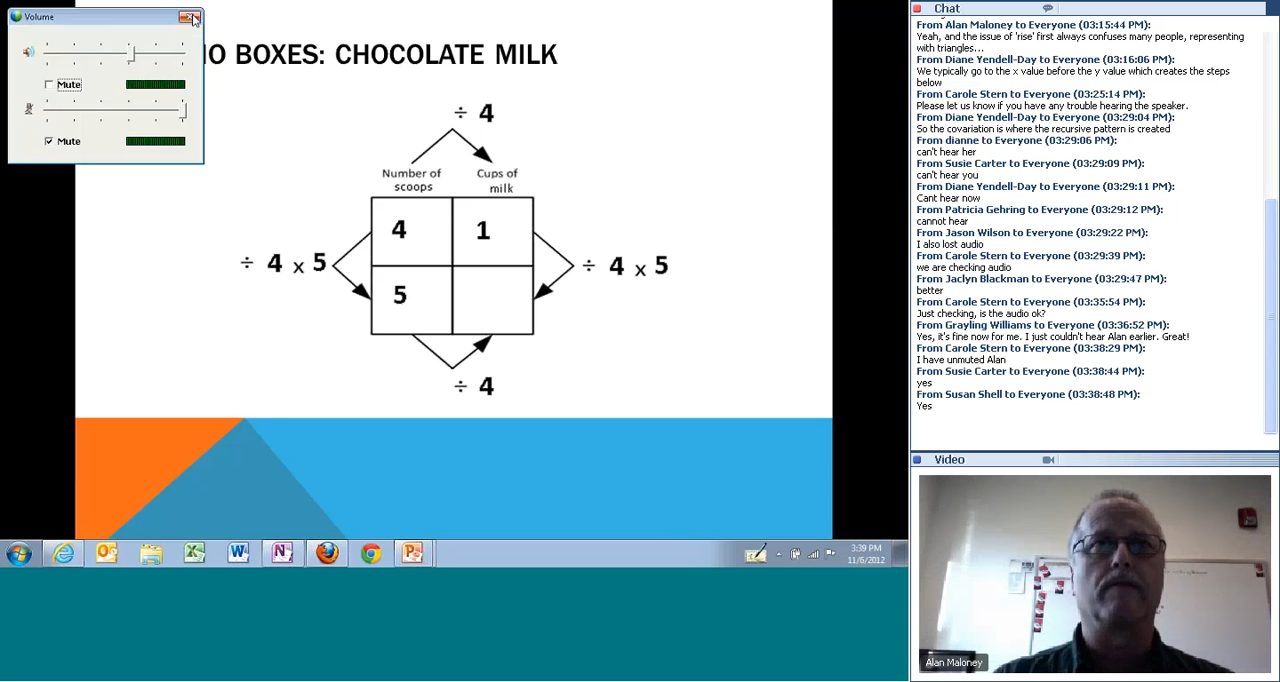 Volume
Mute
Mute
IO BOXES: CHOCOLATE MILK
÷ 4
Number of scoops
Cups of milk
4
1
÷ 4 x 5
÷ 4 x 5
5
÷ 4
3:39 PM
11/6/2012
Chat
From Alan Maloney to Everyone (03:15:44 PM):
Yeah, and the issue of 'rise' first always confuses many people, representing
with triangles...
From Diane Yendell-Day to Everyone (03:16:06 PM):
We typically go to the x value before the y value which creates the steps
below
From Carole Stern to Everyone (03:25:14 PM):
Please let us know if you have any trouble hearing the speaker.
From Diane Yendell-Day to Everyone (03:29:04 PM):
So the covariation is where the recursive pattern is created
From dianne to Everyone (03:29:06 PM):
can't hear her
From Susie Carter to Everyone (03:29:09 PM):
can't hear you
From Diane Yendell-Day to Everyone (03:29:11 PM):
Cant hear now
From Patricia Gehring to Everyone (03:29:12 PM):
cannot hear
From Jason Wilson to Everyone (03:29:22 PM):
I also lost audio
From Carole Stern to Everyone (03:29:39 PM):
we are checking audio
From Jaclyn Blackman to Everyone (03:29:47 PM):
better
From Carole Stern to Everyone (03:35:54 PM):
Just checking, is the audio ok?
From Grayling Williams to Everyone (03:36:52 PM):
Yes, it's fine now for me. I just couldn't hear Alan earlier. Great!
From Carole Stern to Everyone (03:38:29 PM):
I have unmuted Alan
From Susie Carter to Everyone (03:38:44 PM):
yes
From Susan Shell to Everyone (03:38:48 PM):
Yes
Video
Alan Maloney